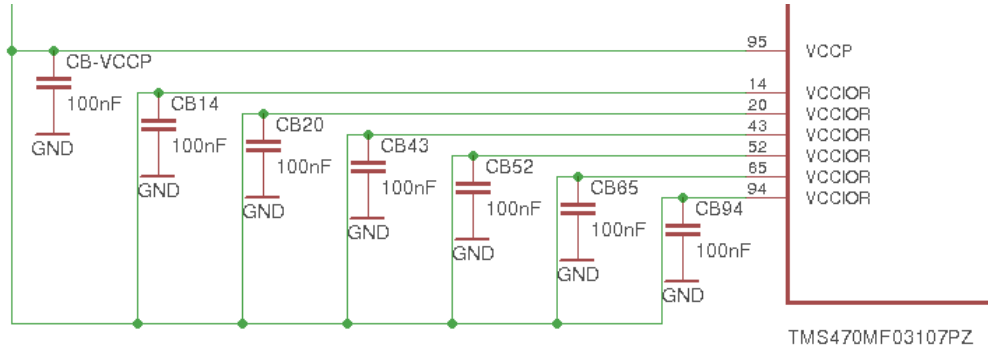 95 VCCP
CB-VCCP
100nF
GND
14 VCCIOR
CB14
100nF
GND
20 VCCIOR
CB20
100nF
GND
43 VCCIOR
CB43
100nF
GND
52 VCCIOR
CB52
100nF
GND
65 VCCIOR
CB65
100nF
GND
94 VCCIOR
CB94
100nF
GND
TMS470MF03107PZ